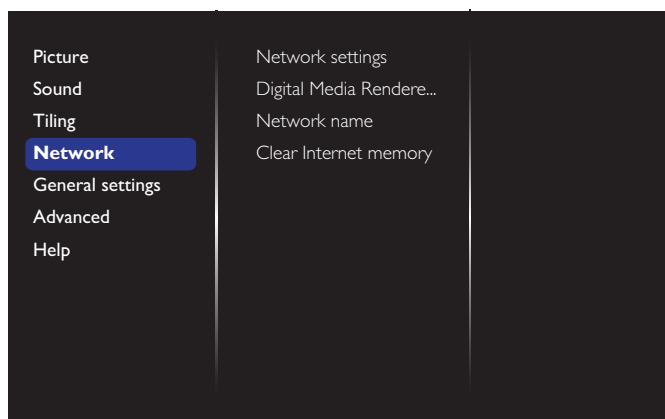 Picture
Sound
Tiling
Network
General settings
Advanced
Help
Network settings
Digital Media Rendere...
Network name
Clear Internet memory